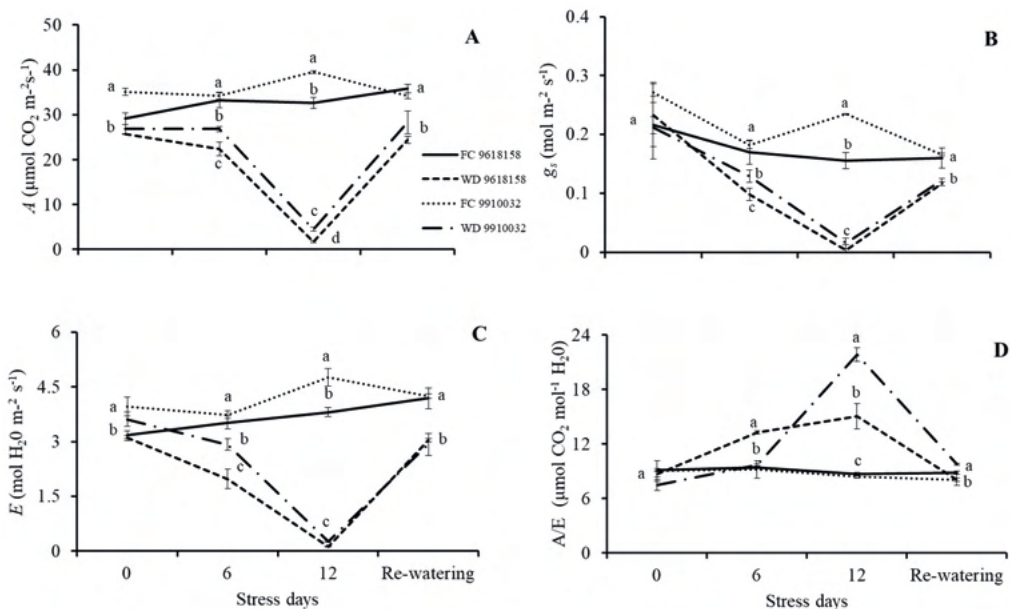 50
40
30
20
10
0
A (µmol CO₂ m-²s-¹)
A
a
a
a
a
b
b
b
b
c
c
d
FC 9618158
WD 9618158
FC 9910032
WD 9910032
0.4
0.3
0.2
0.1
0
gₛ (mol m-² s-¹)
B
a
a
a
a
b
b
b
c
c
6
4.5
3
1.5
0
E (mol H₂0 m-² s-¹)
C
a
a
a
a
b
b
b
b
c
c
0
6
12
Re-watering
Stress days
24
18
12
6
0
A/E (µmol CO₂ mol-¹ H₂0)
D
a
a
a
a
b
b
b
c
0
6
12
Re-watering
Stress days